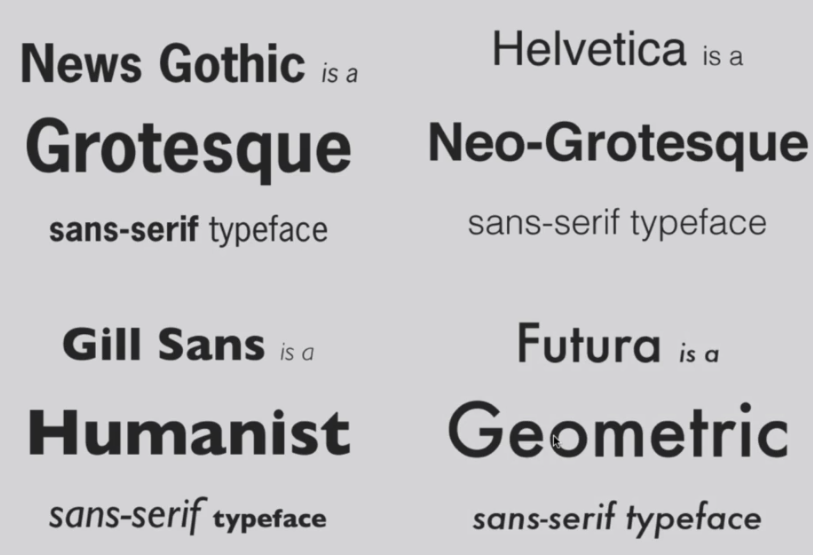 News Gothic is a
Grotesque
sans-serif typeface
Helvetica is a
Neo-Grotesque
sans-serif typeface
Gill Sans is a
Humanist
sans-serif typeface
Futura is a
Geometric
sans-serif typeface